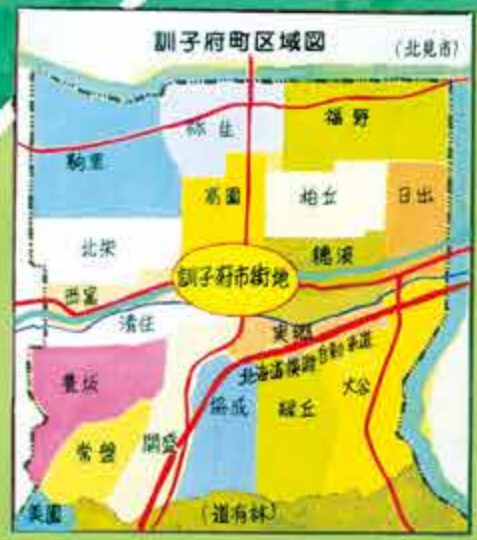 訓子府町区域図
(北見市)
弥生
福野
駒里
高園
柏丘
日出
北栄
穂波
西富
訓子府市街地
清住
実郷
北海道横断自動車道
豊坂
協成
緑丘
大谷
常盤
開盛
美園
(道有林)